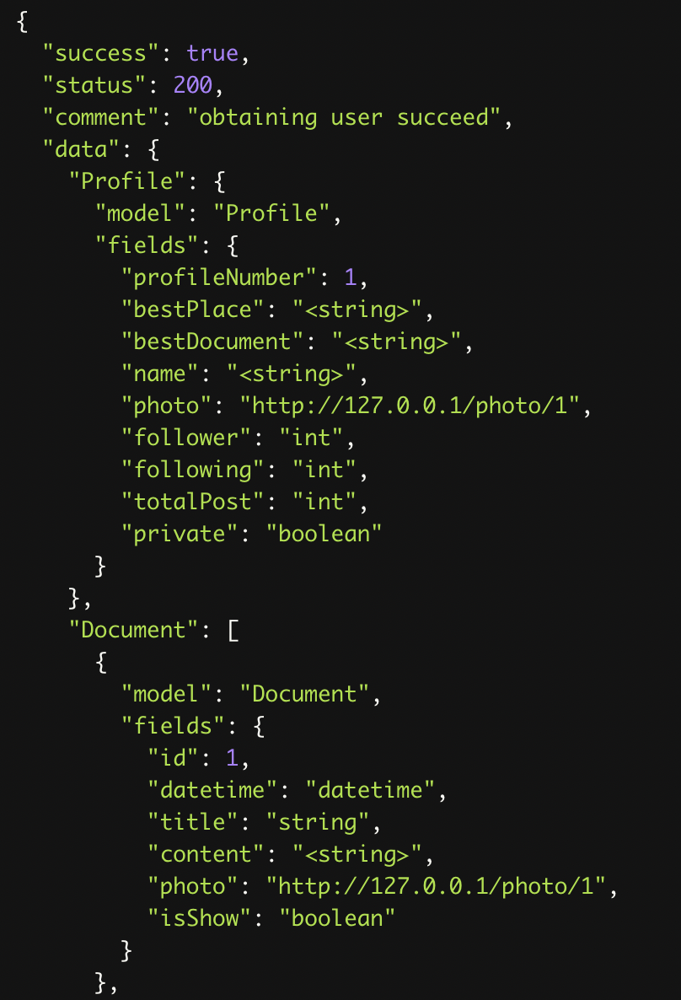 {
  "success": true,
  "status": 200,
  "comment": "obtaining user succeed",
  "data": {
    "Profile": {
      "model": "Profile",
      "fields": {
        "profileNumber": 1,
        "bestPlace": "<string>",
        "bestDocument": "<string>",
        "name": "<string>",
        "photo": "http://127.0.0.1/photo/1",
        "follower": "int",
        "following": "int",
        "totalPost": "int",
        "private": "boolean"
      }
    },
    "Document": [
      {
        "model": "Document",
        "fields": {
          "id": 1,
          "datetime": "datetime",
          "title": "string",
          "content": "<string>",
          "photo": "http://127.0.0.1/photo/1",
          "isShow": "boolean"
        }
      },